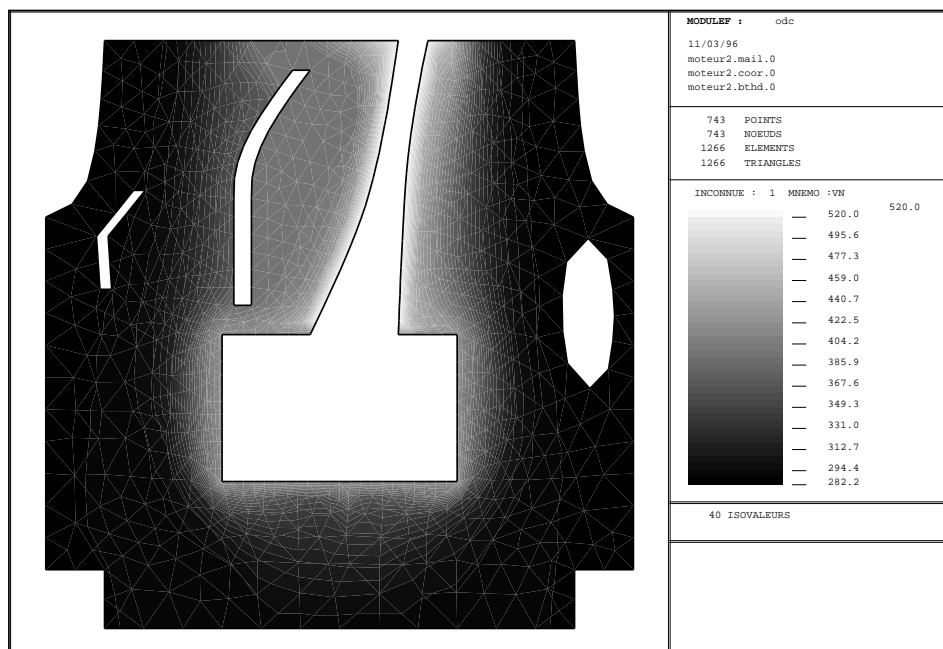 MODULEF : odc
11/03/96
moteur2.mail.0
moteur2.coor.0
moteur2.bthd.0
743 POINTS
743 NOEUDS
1266 ELEMENTS
1266 TRIANGLES
INCONNUE : 1 MNEMO :VN
520.0
520.0
495.6
477.3
459.0
440.7
422.5
404.2
385.9
367.6
349.3
331.0
312.7
294.4
282.2
40 ISOVALEURS